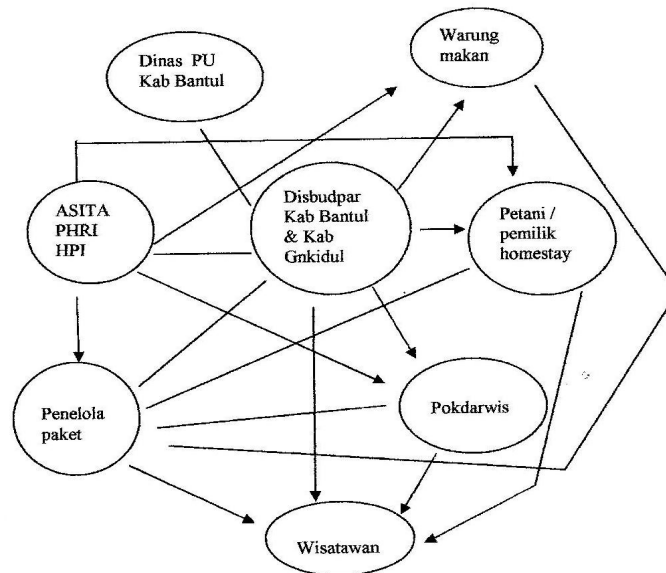 Warung
makan
Dinas PU
Kab Bantul
ASITA
PHRI
HPI
Disbudpar
Kab Bantul
& Kab
Gnkidul
Petani /
pemilik
homestay
Penelola
paket
Pokdarwis
Wisatawan